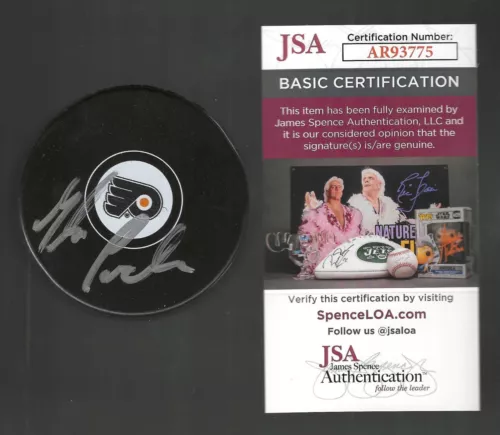 JSA
Certification Number:
AR93775
BASIC CERTIFICATION
This item has been fully examined by
James Spence Authentication, LLC and
it is our considered opinion that the
signature(s) is/are genuine.
NATURE
JETS
Verify this certification by visiting
SpenceLOA.com
Follow us @jsaloa
JSA
James Spence
Authentication
follow the leader